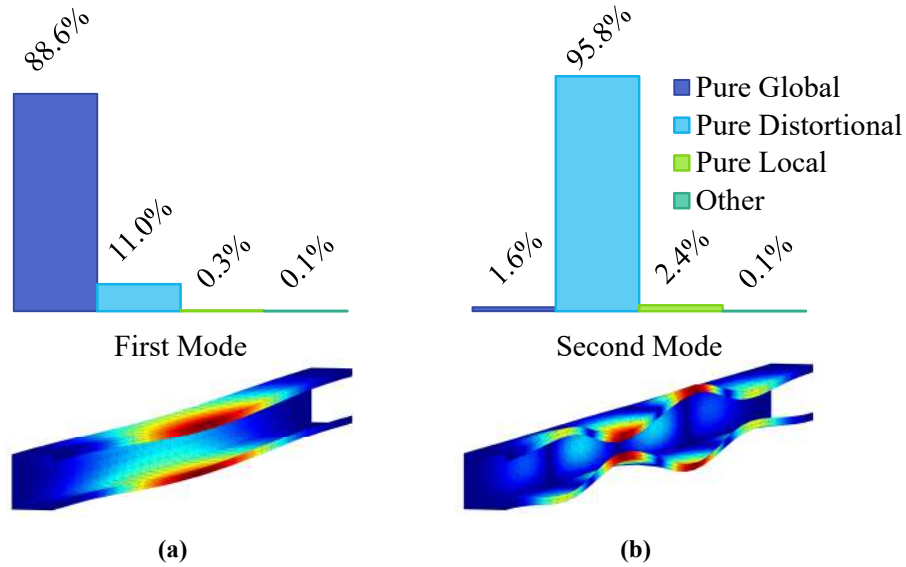 88.6%
11.0%
0.3%
0.1%
First Mode
(a)
1.6%
95.8%
2.4%
0.1%
Pure Global
Pure Distortional
Pure Local
Other
Second Mode
(b)